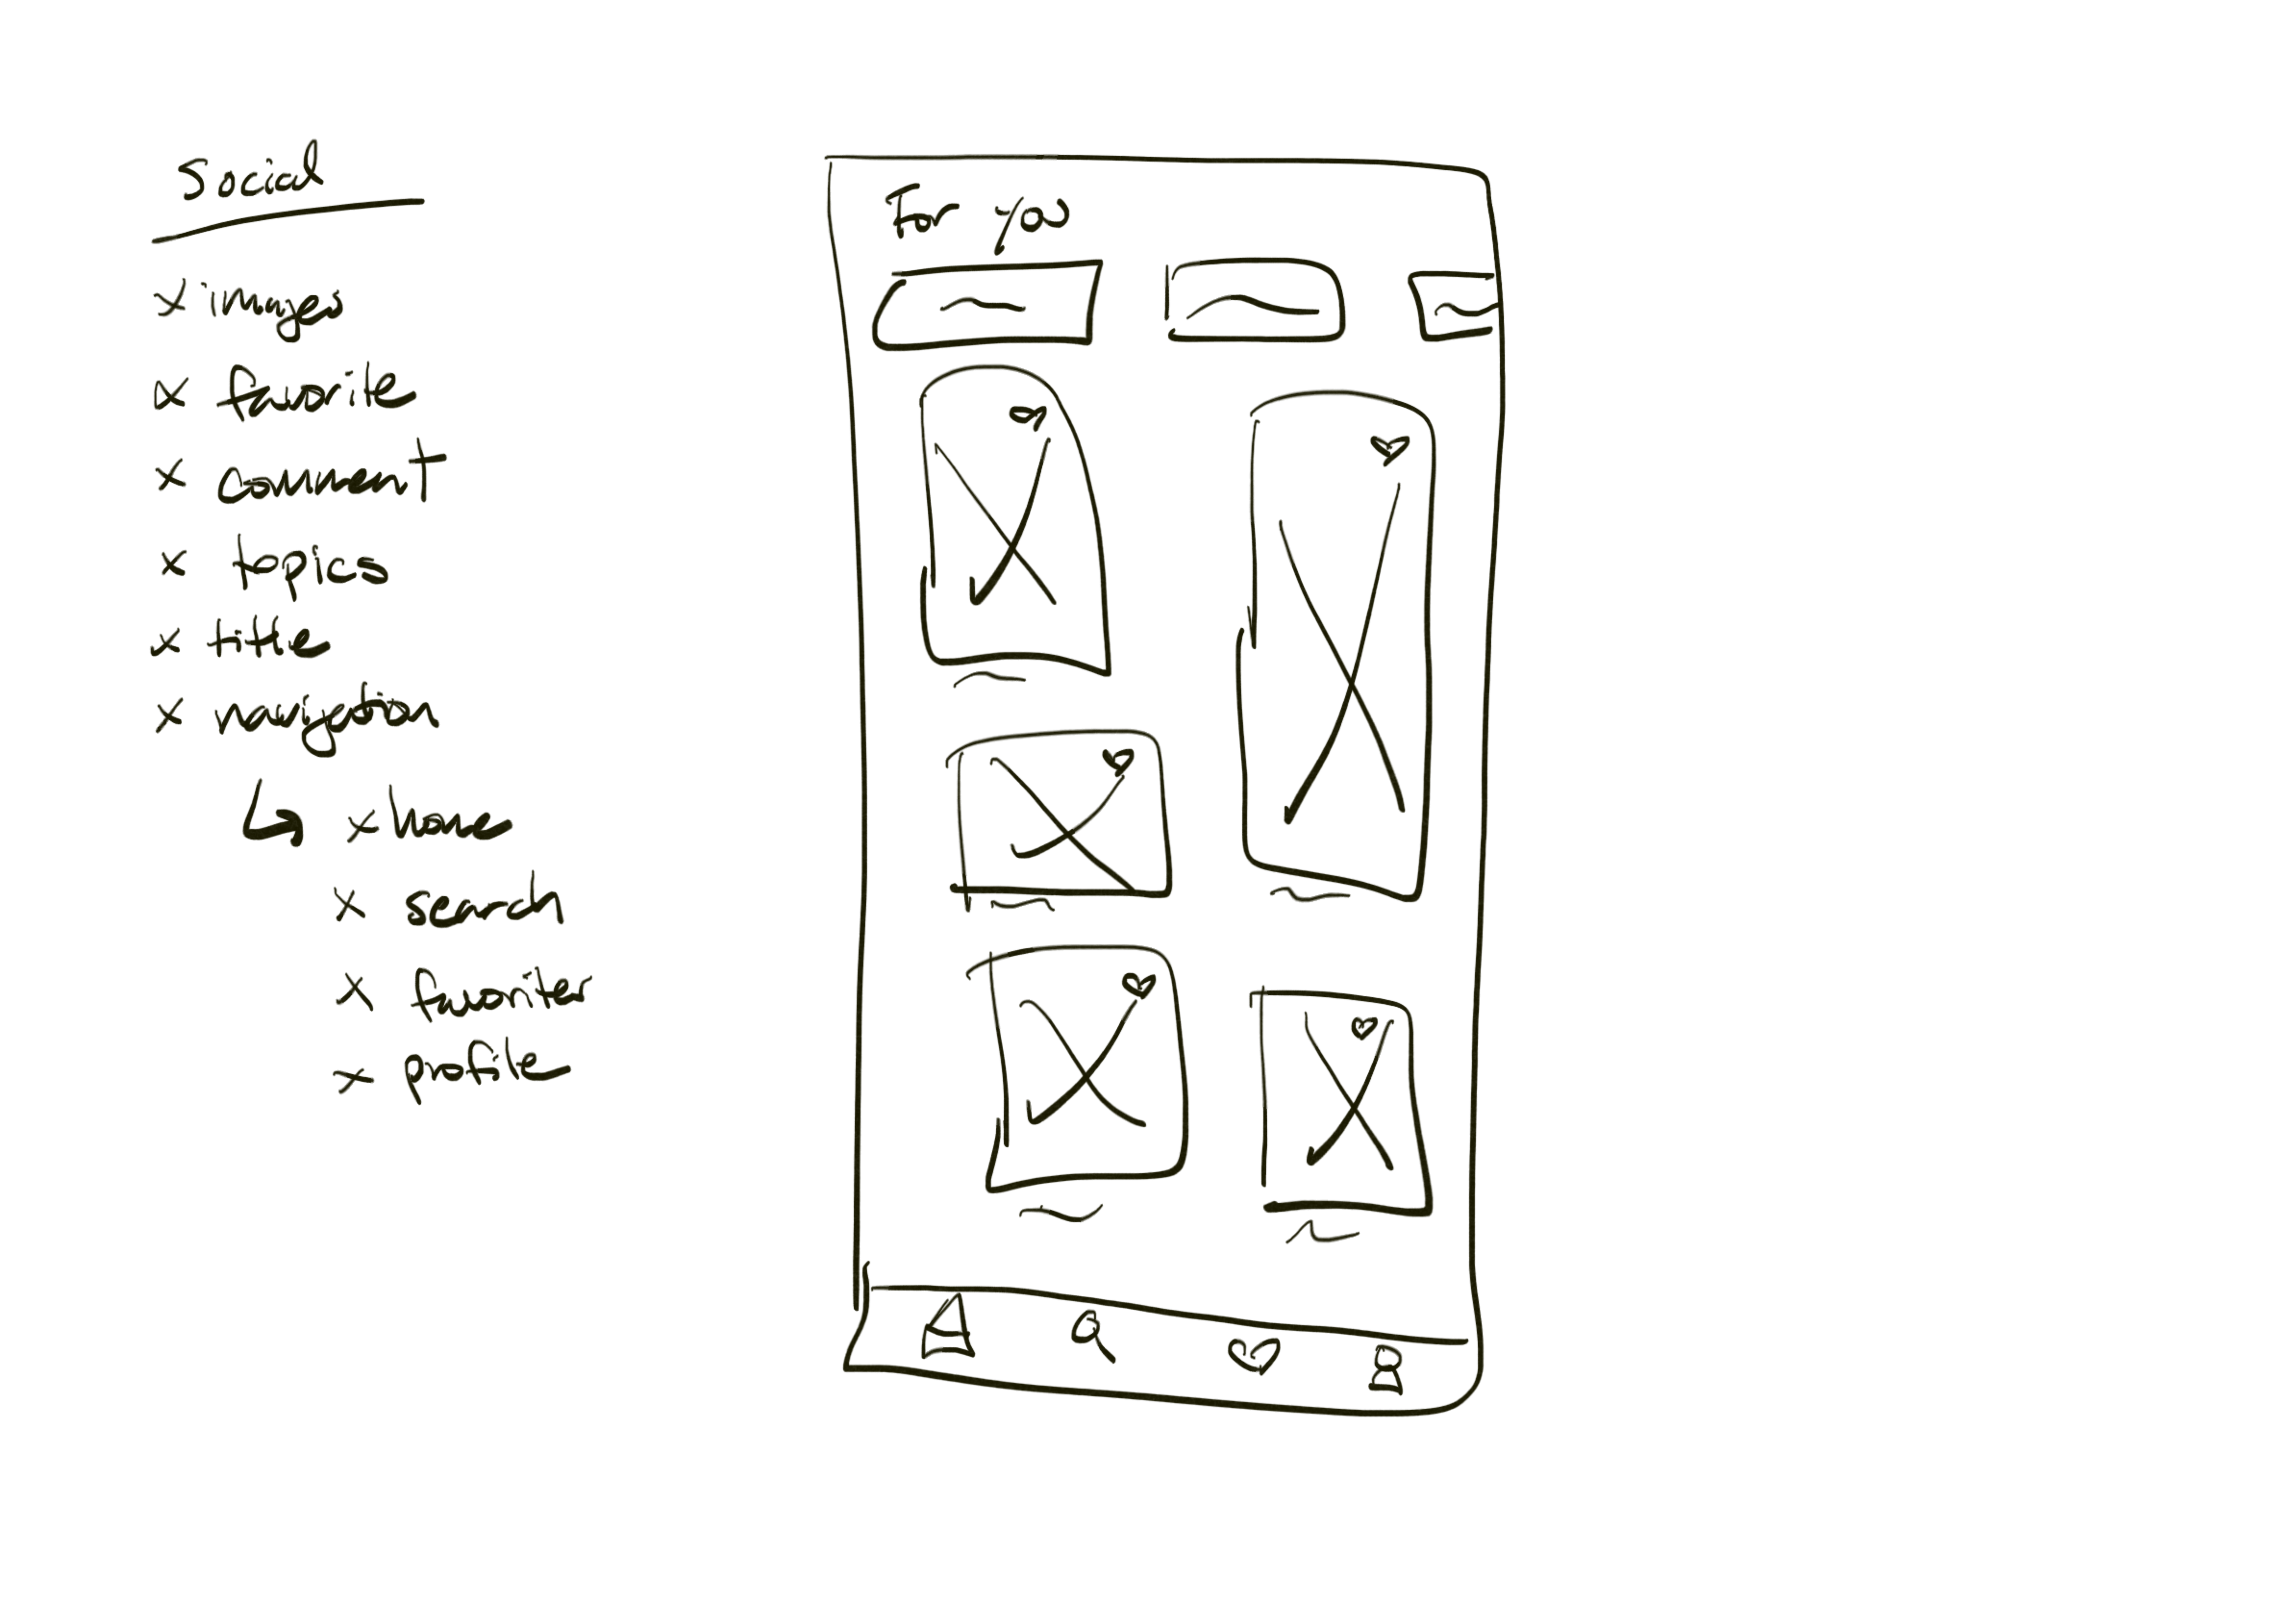 Social
x images
x favorite
x comment
x topics
x title
x navigation
↳ x home
x search
x favorites
x profile
For you